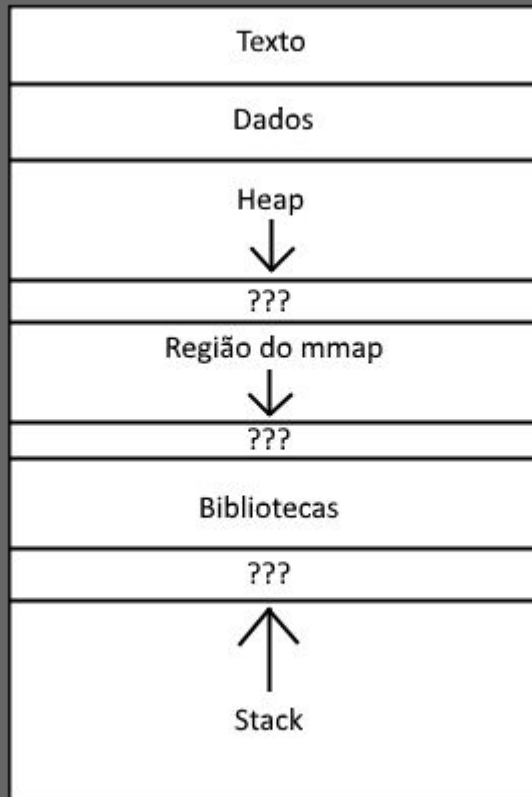 Texto
Dados
Heap
???
Região do mmap
???
Bibliotecas
???
Stack